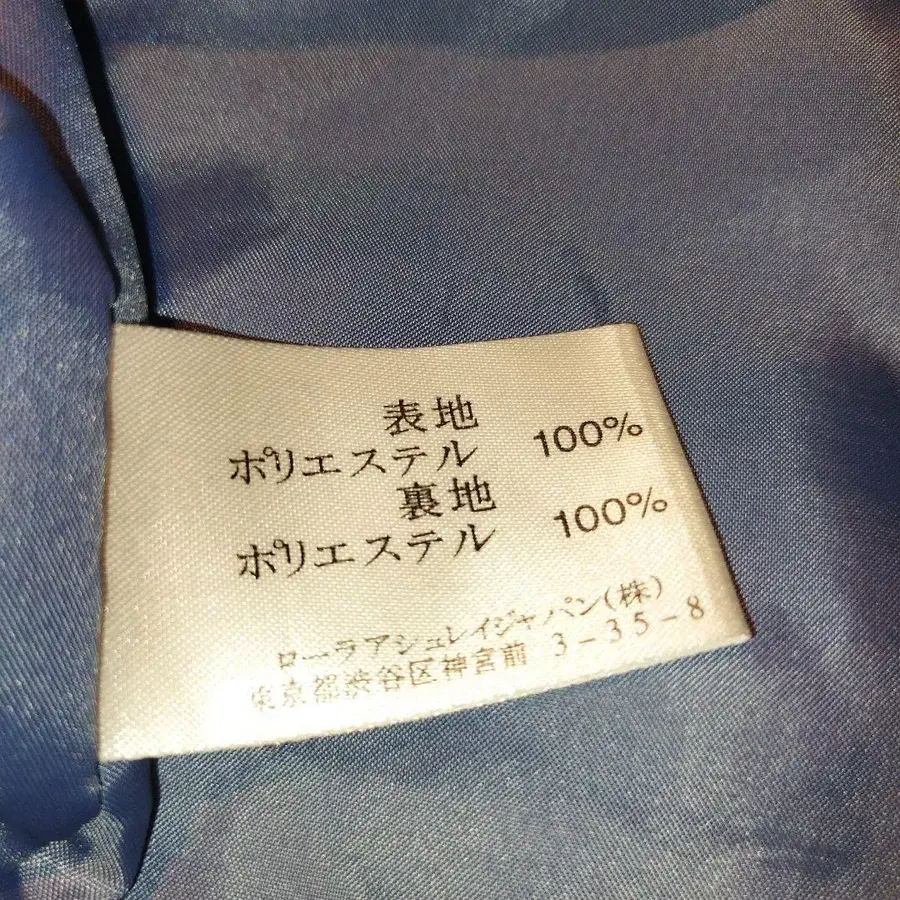 表地
ポリエステル 100%
裏地
ポリエステル 100%
ローラアシュレイジャパン(株)
東京都渋谷区神宮前 3-35-8